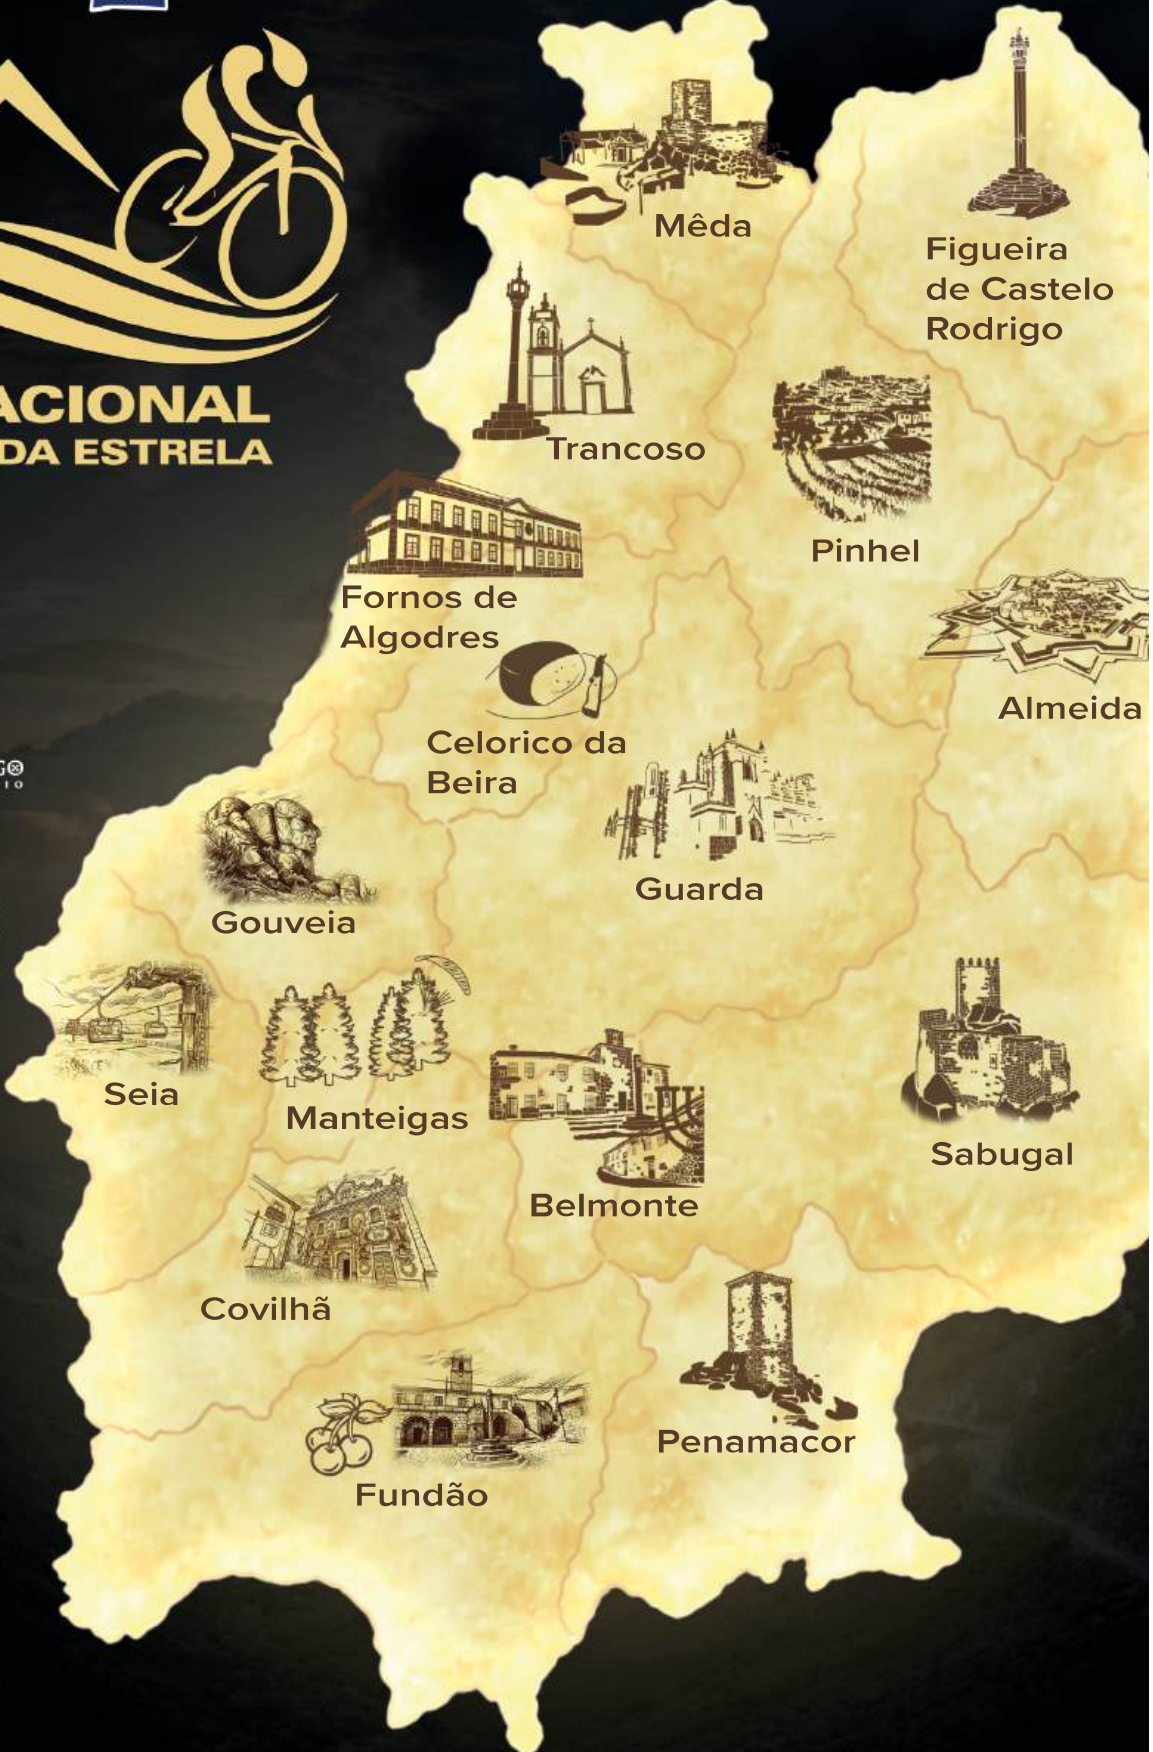 ACIONAL
DA ESTRELA
Mêda
Figueira
de Castelo
Rodrigo
Trancoso
Pinhel
Fornos de
Algodres
Almeida
Celorico da
Beira
Guarda
Gouveia
Seia
Manteigas
Sabugal
Belmonte
Covilhã
Penamacor
Fundão